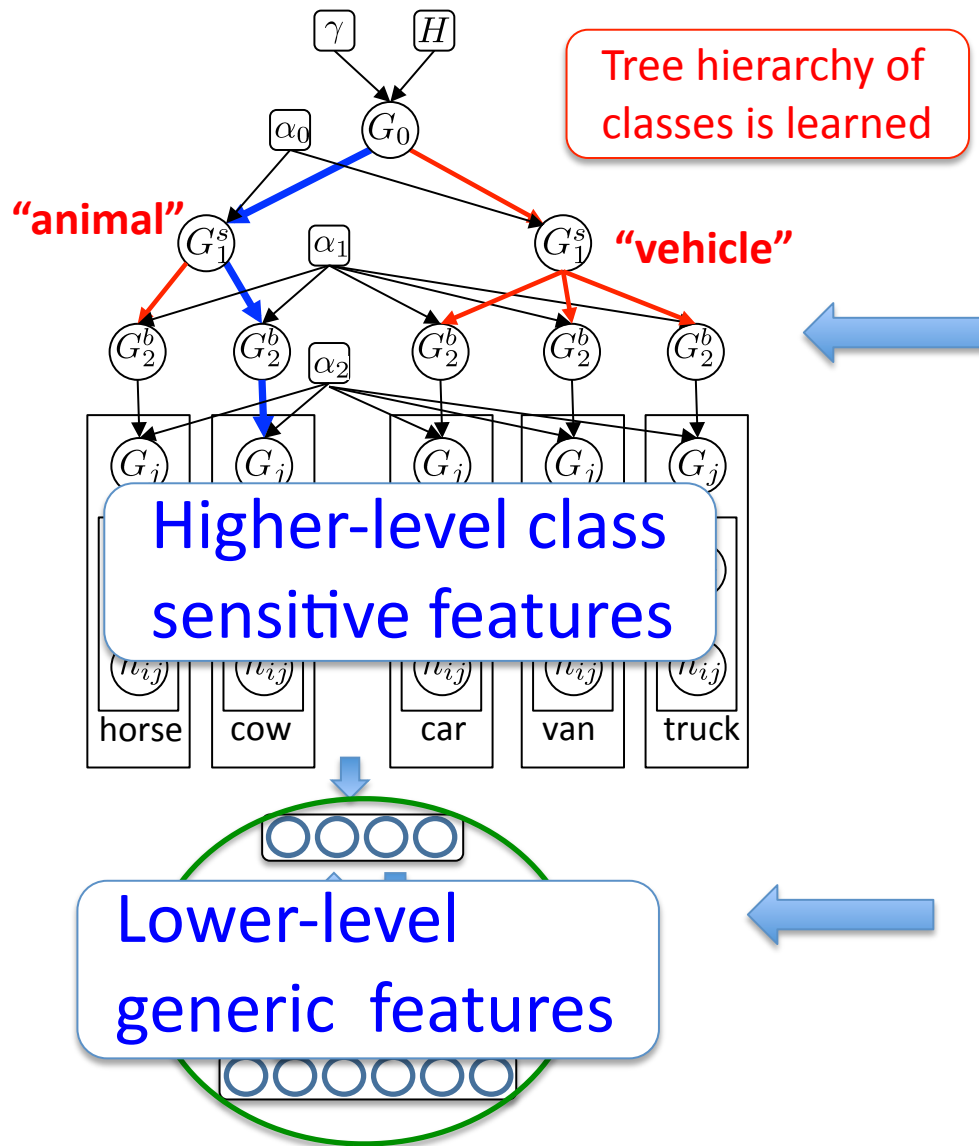 γ H
Tree hierarchy of
classes is learned
α₀ G₀
“animal”
G₁ˢ α₁ G₁ˢ
“vehicle”
G₂ᵇ G₂ᵇ G₂ᵇ G₂ᵇ G₂ᵇ
α₂
Gⱼ Gⱼ Gⱼ Gⱼ Gⱼ
Higher-level class
sensitive features
horse cow car van truck
Lower-level
generic features